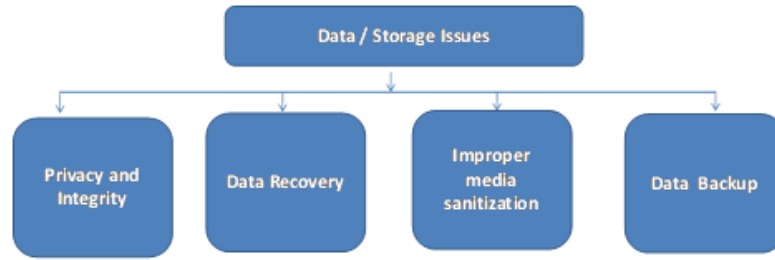 Data / Storage Issues
Privacy and
Integrity
Data Recovery
Improper
media
sanitization
Data Backup